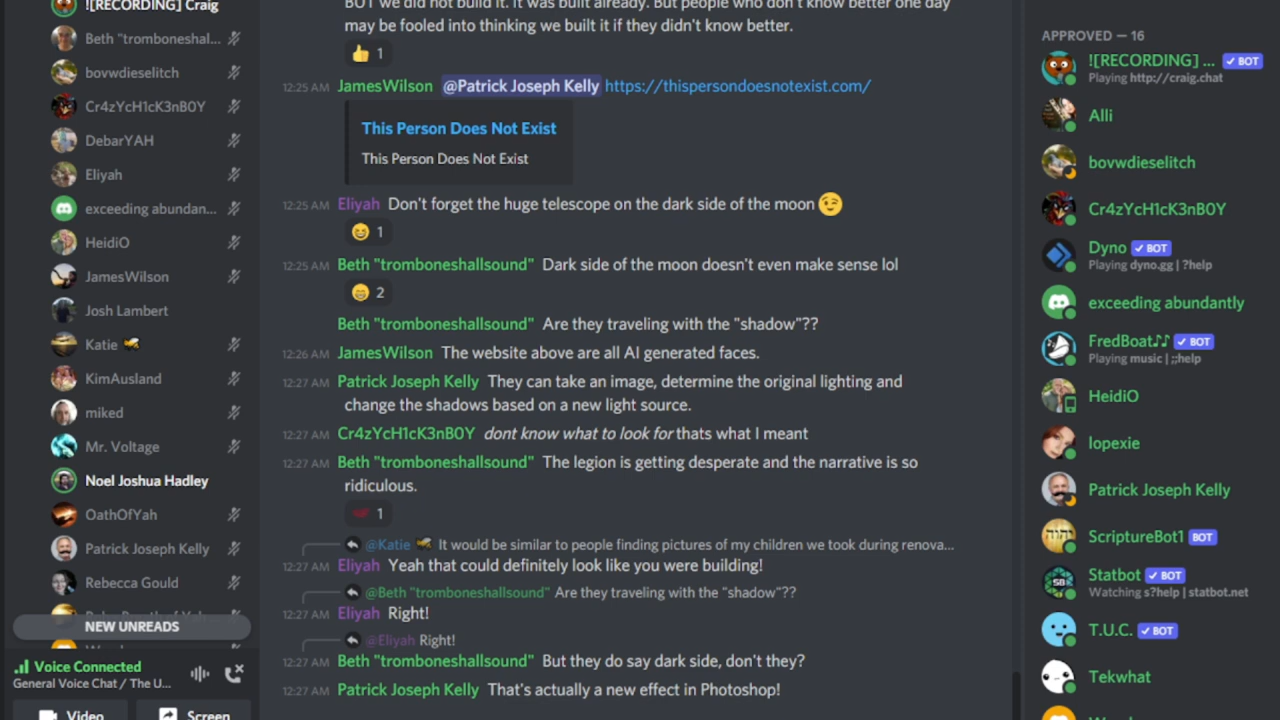 ![RECORDING] Craig
Beth "tromboneshal...
bovwdieselitch
Cr4zYcH1cK3nB0Y
DebarYAH
Eliyah
exceeding abundan...
HeidiO
JamesWilson
Josh Lambert
Katie
KimAusland
miked
Mr. Voltage
Noel Joshua Hadley
OathOfYah
Patrick Joseph Kelly
Rebecca Gould
NEW UNREADS
Voice Connected
General Voice Chat / The U...
Video
Screen
BUT we did not build it. It was built already. But people who don't know better one day
may be fooled into thinking we built it if they didn't know better.
👍 1
12:25 AM JamesWilson @Patrick Joseph Kelly https://thispersondoesnotexist.com/
This Person Does Not Exist
This Person Does Not Exist
12:25 AM Eliyah Don't forget the huge telescope on the dark side of the moon 😉
1
12:25 AM Beth "tromboneshallsound" Dark side of the moon doesn't even make sense lol
2
Beth "tromboneshallsound" Are they traveling with the "shadow"??
12:26 AM JamesWilson The website above are all AI generated faces.
12:27 AM Patrick Joseph Kelly They can take an image, determine the original lighting and
change the shadows based on a new light source.
12:27 AM Cr4zYcH1cK3nB0Y dont know what to look for thats what I meant
12:27 AM Beth "tromboneshallsound" The legion is getting desperate and the narrative is so
ridiculous.
1
@Katie It would be similar to people finding pictures of my children we took during renova...
12:27 AM Eliyah Yeah that could definitely look like you were building!
@Beth "tromboneshallsound" Are they traveling with the "shadow"??
12:27 AM Eliyah Right!
@Eliyah Right!
12:27 AM Beth "tromboneshallsound" But they do say dark side, don't they?
12:27 AM Patrick Joseph Kelly That's actually a new effect in Photoshop!
APPROVED — 16
![RECORDING] ... ✓ BOT
Playing http://craig.chat
Alli
bovwdieselitch
Cr4zYcH1cK3nB0Y
Dyno ✓ BOT
Playing dyno.gg | ?help
exceeding abundantly
FredBoat♪♪ ✓ BOT
Playing music | ;;help
HeidiO
lopexie
Patrick Joseph Kelly
ScriptureBot1 BOT
Statbot ✓ BOT
Watching s?help | statbot.net
T.U.C. ✓ BOT
Tekwhat